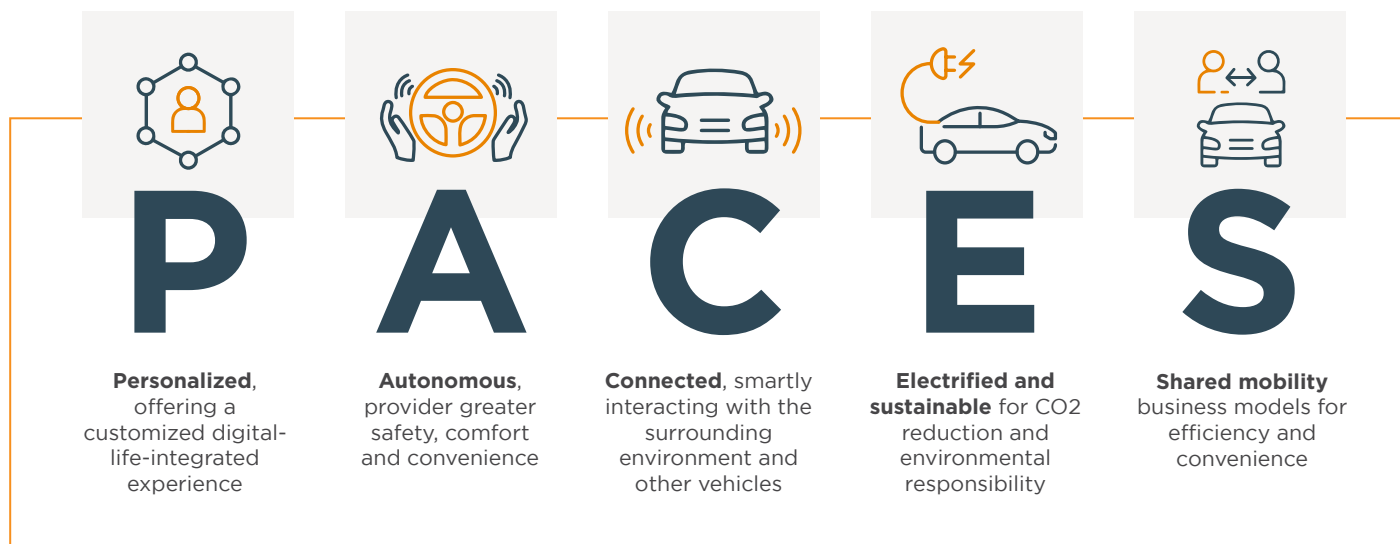 P
A
C
E
S
Personalized,
offering a
customized digital-
life-integrated
experience
Autonomous,
provider greater
safety, comfort
and convenience
Connected, smartly
interacting with the
surrounding
environment and
other vehicles
Electrified and
sustainable for CO2
reduction and
environmental
responsibility
Shared mobility
business models for
efficiency and
convenience